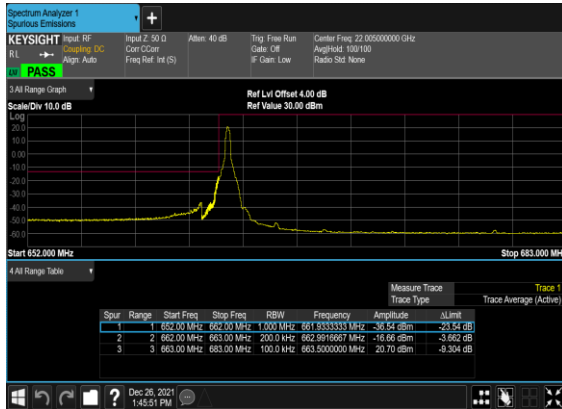 Spectrum Analyzer 1
Spurious Emissions
KEYSIGHT Input: RF Input Z: 50 Ω Atten: 40 dB Trig: Free Run Center Freq: 22.005000000 GHz
RL Coupling: DC Corr CCorr Gate: Off Avg|Hold: 100/100
Align: Auto Freq Ref: Int (S) IF Gain: Low Radio Std: None
PASS
3 All Range Graph
Ref Lvl Offset 4.00 dB
Scale/Div 10.0 dB Ref Value 30.00 dBm
Log
20.0
10.0
0.00
-10.0
-20.0
-30.0
-40.0
-50.0
-60.0
Start 652.000 MHz Stop 683.000 MH
4 All Range Table
Measure Trace Trace 1
Trace Type Trace Average (Active)
Spur Range Start Freq Stop Freq RBW Frequency Amplitude ΔLimit
1 1 652.00 MHz 662.00 MHz 1.000 MHz 661.9333333 MHz -36.54 dBm -23.54 dB
2 2 662.00 MHz 663.00 MHz 200.0 kHz 662.9916667 MHz -16.66 dBm -3.662 dB
3 3 663.00 MHz 683.00 MHz 100.0 kHz 663.5000000 MHz 20.70 dBm -9.304 dB
Dec 26, 2021
1:45:51 PM